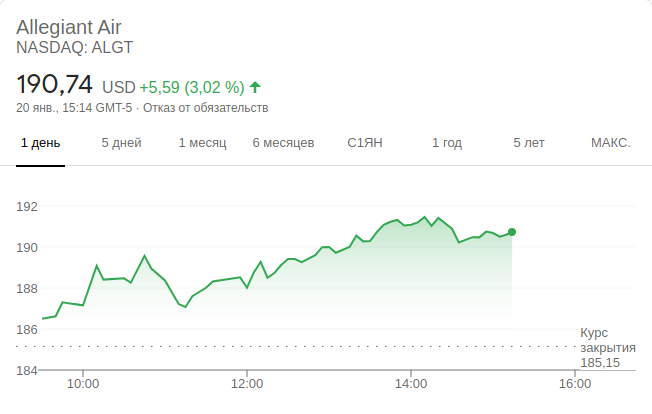 Allegiant Air
NASDAQ: ALGT
190,74 USD +5,59 (3,02 %)
20 янв., 15:14 GMT-5 · Отказ от обязательств
1 день 5 дней 1 месяц 6 месяцев С1ЯН 1 год 5 лет МАКС.
192
190
188
186
Курс
закрытия
185,15
184
10:00 12:00 14:00 16:00